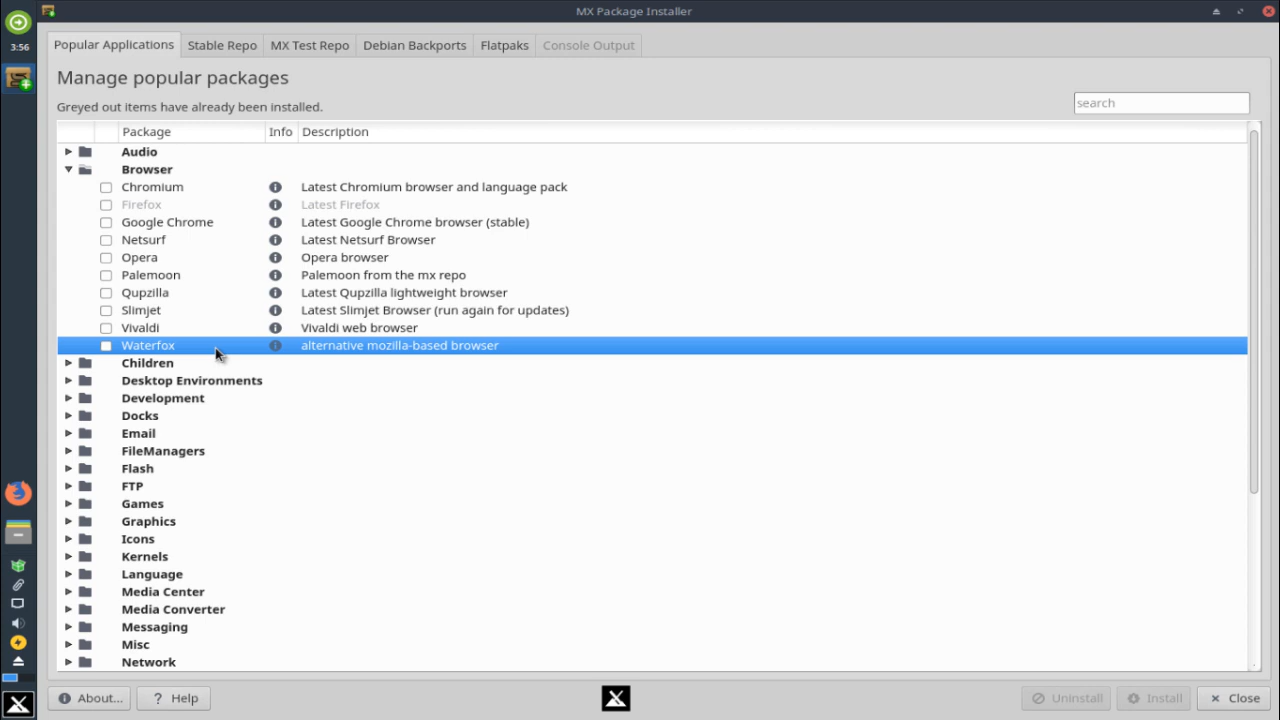 MX Package Installer
3:56
Popular Applications Stable Repo MX Test Repo Debian Backports Flatpaks Console Output
Manage popular packages
Greyed out items have already been installed.
search
Package Info Description
Audio
Browser
Chromium Latest Chromium browser and language pack
Firefox Latest Firefox
Google Chrome Latest Google Chrome browser (stable)
Netsurf Latest Netsurf Browser
Opera Opera browser
Palemoon Palemoon from the mx repo
Qupzilla Latest Qupzilla lightweight browser
Slimjet Latest Slimjet Browser (run again for updates)
Vivaldi Vivaldi web browser
Waterfox alternative mozilla-based browser
Children
Desktop Environments
Development
Docks
Email
FileManagers
Flash
FTP
Games
Graphics
Icons
Kernels
Language
Media Center
Media Converter
Messaging
Misc
Network
About... ? Help Uninstall Install Close